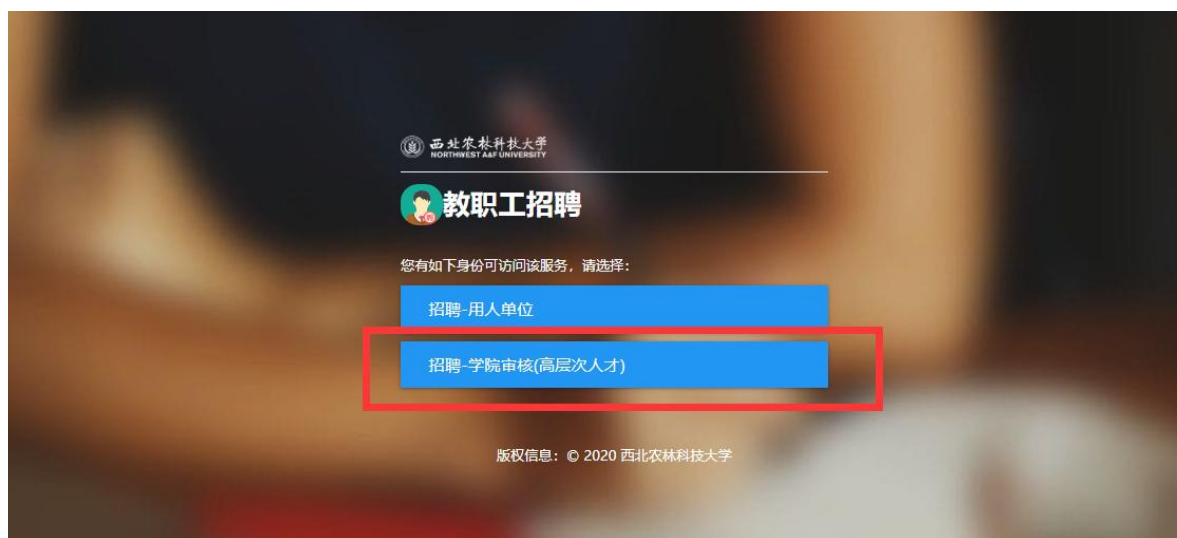 西北农林科技大学
NORTHWEST A&F UNIVERSITY
教职工招聘
您有如下身份可访问该服务，请选择：
招聘-用人单位
招聘-学院审核(高层次人才)
版权信息：© 2020 西北农林科技大学